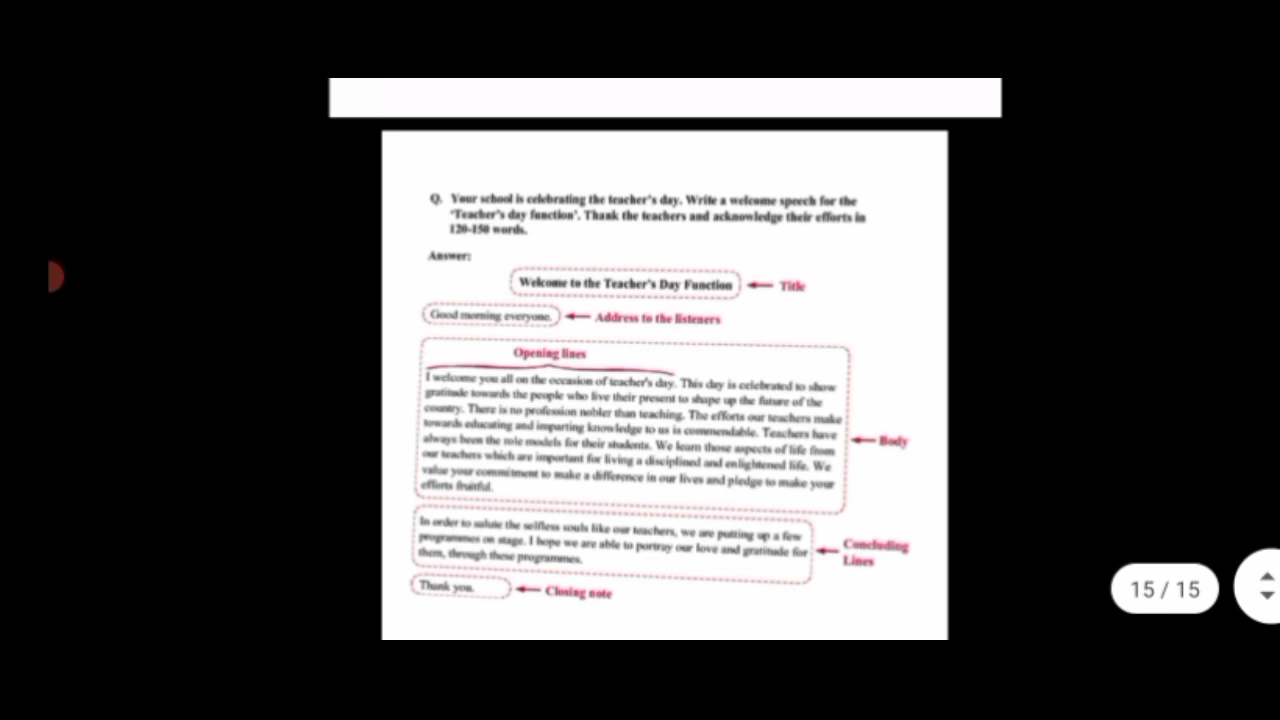 Q. Your school is celebrating the teacher's day. Write a welcome speech for the
'Teacher's day function'. Thank the teachers and acknowledge their efforts in
120-150 words.
Answer:
Welcome to the Teacher's Day Function
Title
Good morning everyone.
Address to the listeners
Opening lines
I welcome you all on the occasion of teacher's day. This day is celebrated to show
gratitude towards the people who live their present to shape up the future of the
country. There is no profession nobler than teaching. The efforts our teachers make
towards educating and imparting knowledge to us is commendable. Teachers have
always been the role models for their students. We learn those aspects of life from
our teachers which are important for living a disciplined and enlightened life. We
value your commitment to make a difference in our lives and pledge to make your
efforts fruitful.
Body
In order to salute the selfless souls like our teachers, we are putting up a few
programmes on stage. I hope we are able to portray our love and gratitude for
them, through these programmes.
Concluding
Lines
Thank you.
Closing note
15 / 15